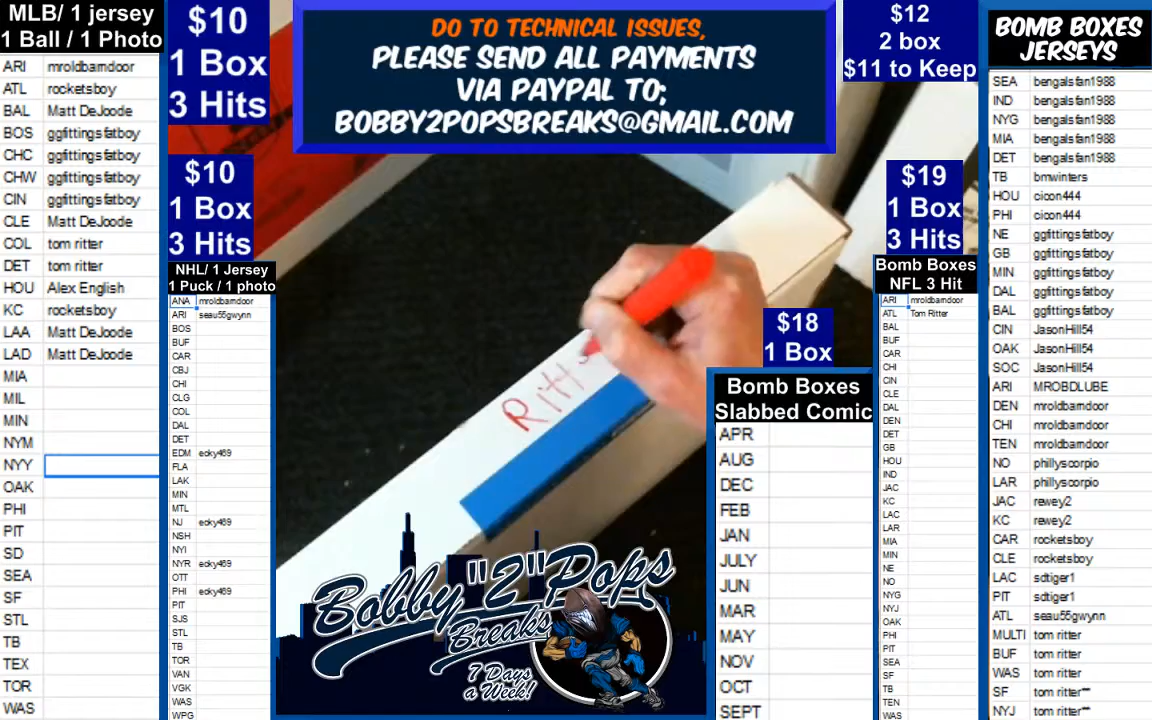 MLB/ 1 jersey
1 Ball / 1 Photo
ARI mroldbarndoor
ATL rocketsboy
BAL Matt DeJoode
BOS ggfittingsfatboy
CHC ggfittingsfatboy
CHW ggfittingsfatboy
CIN ggfittingsfatboy
CLE Matt DeJoode
COL tom ritter
DET tom ritter
HOU Alex English
KC rocketsboy
LAA Matt DeJoode
LAD Matt DeJoode
MIA
MIL
MIN
NYM
NYY
OAK
PHI
PIT
SD
SEA
SF
STL
TB
TEX
TOR
WAS
$10
1 Box
3 Hits
$10
1 Box
3 Hits
NHL/ 1 Jersey
1 Puck / 1 photo
ANA mroldbarndoor
ARI seau55gwynn
BOS
BUF
CAR
CBJ
CHI
CLG
COL
DAL
DET
EDM ecky469
FLA
LAK
MIN
MTL
NJ ecky469
NSH
NYI
NYR ecky469
OTT
PHI ecky469
PIT
SJS
STL
TB
TOR
VAN
VGK
WAS
WPG
DO TO TECHNICAL ISSUES,
PLEASE SEND ALL PAYMENTS
VIA PAYPAL TO;
BOBBY2POPSBREAKS@GMAIL.COM
Ritt
Bobby "2" Pops
Breaks
7 Days
a Week!
$12
2 box
$11 to Keep
$19
1 Box
3 Hits
$18
1 Box
Bomb Boxes
Slabbed Comic
APR
AUG
DEC
FEB
JAN
JULY
JUN
MAR
MAY
NOV
OCT
SEPT
Bomb Boxes
NFL 3 Hit
ARI mroldbarndoor
ATL Tom Ritter
BAL
BUF
CAR
CHI
CIN
CLE
DAL
DEN
DET
GB
HOU
IND
JAC
KC
LAC
LAR
MIA
MIN
NE
NO
NYG
NYJ
OAK
PHI
PIT
SEA
SF
TB
TEN
WAS
BOMB BOXES
JERSEYS
SEA bengalsfan1988
IND bengalsfan1988
NYG bengalsfan1988
MIA bengalsfan1988
DET bengalsfan1988
TB bmwinters
HOU cicon444
PHI cicon444
NE ggfittingsfatboy
GB ggfittingsfatboy
MIN ggfittingsfatboy
DAL ggfittingsfatboy
BAL ggfittingsfatboy
CIN JasonHill54
OAK JasonHill54
SOC JasonHill54
ARI MROBDLUBE
DEN mroldbarndoor
CHI mroldbarndoor
TEN mroldbarndoor
NO phillyscorpio
LAR phillyscorpio
JAC rewey2
KC rewey2
CAR rocketsboy
CLE rocketsboy
LAC sdtiger1
PIT sdtiger1
ATL seau55gwynn
MULTI tom ritter
BUF tom ritter
WAS tom ritter
SF tom ritter**
NYJ tom ritter**